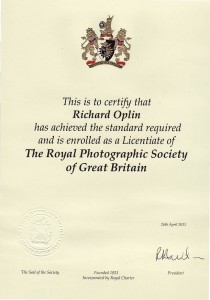 This is to certify that
Richard Oplin
has achieved the standard required
and is enrolled as a Licentiate of
The Royal Photographic Society
of Great Britain
The Seal of the Society
Founded 1853
Incorporated by Royal Charter
President